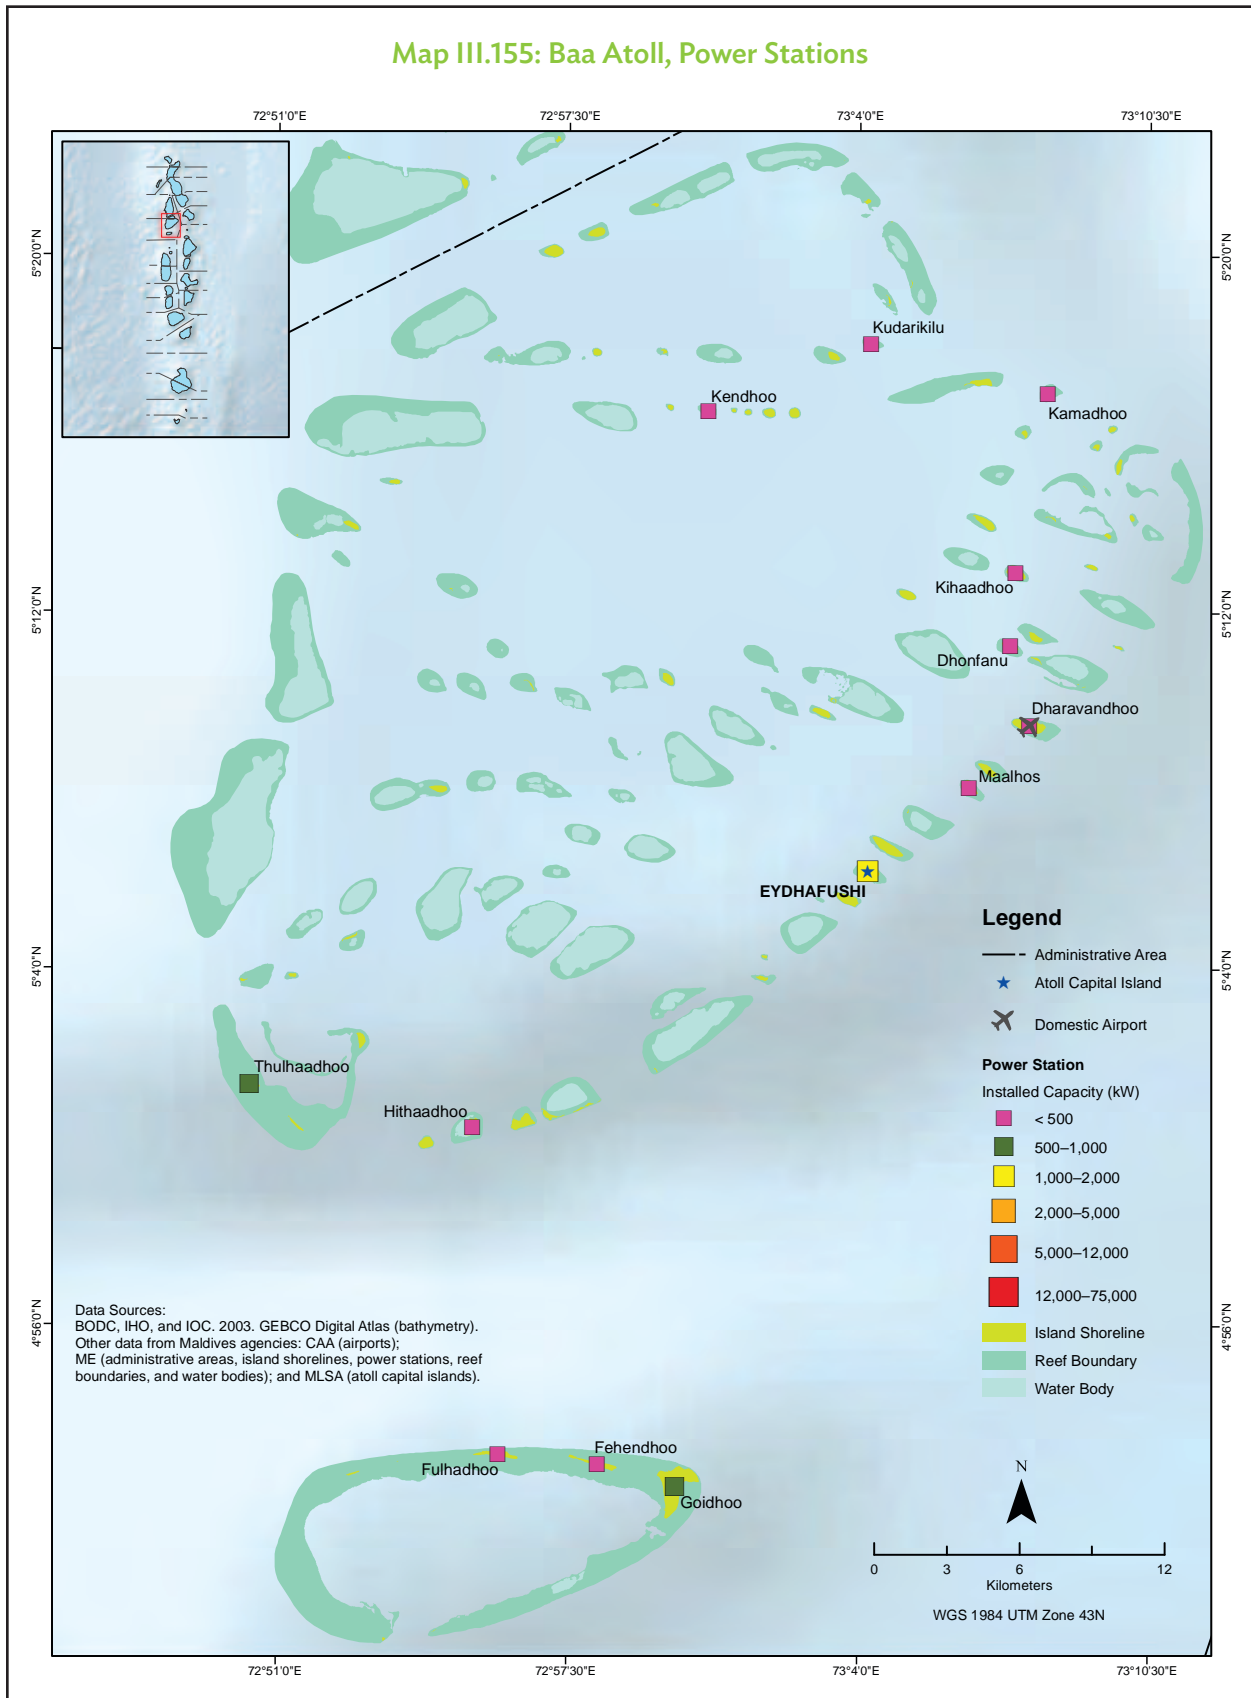 Map III.155: Baa Atoll, Power Stations
72°51'0"E
72°57'30"E
73°4'0"E
73°10'30"E
5°20'0"N
5°20'0"N
Kudarikilu
Kendhoo
Kamadhoo
Kihaadhoo
5°12'0"N
5°12'0"N
Dhonfanu
Dharavandhoo
Maalhos
EYDHAFUSHI
Legend
Administrative Area
5°4'0"N
5°4'0"N
Atoll Capital Island
Domestic Airport
Thulhaadhoo
Power Station
Installed Capacity (kW)
Hithaadhoo
< 500
500–1,000
1,000–2,000
2,000–5,000
5,000–12,000
12,000–75,000
Data Sources:
BODC, IHO, and IOC. 2003. GEBCO Digital Atlas (bathymetry).
Other data from Maldives agencies: CAA (airports);
ME (administrative areas, island shorelines, power stations, reef
boundaries, and water bodies); and MLSA (atoll capital islands).
4°56'0"N
4°56'0"N
Island Shoreline
Reef Boundary
Water Body
Fehendhoo
Fulhadhoo
Goidhoo
N
0 3 6 12
Kilometers
WGS 1984 UTM Zone 43N
72°51'0"E
72°57'30"E
73°4'0"E
73°10'30"E